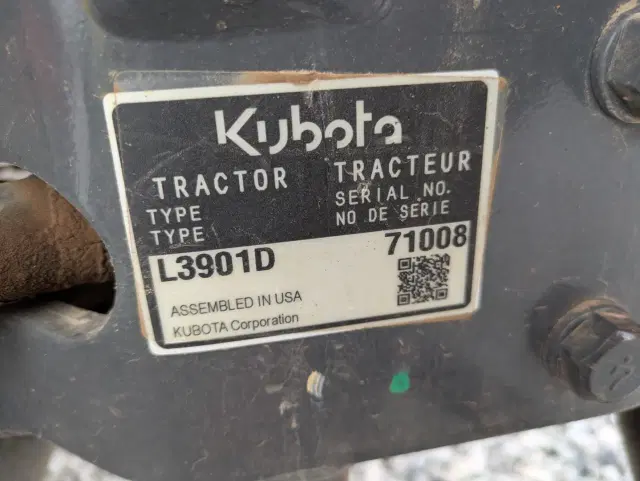 Kubota
TRACTOR TRACTEUR
TYPE SERIAL NO.
TYPE NO DE SERIE
L3901D 71008
ASSEMBLED IN USA
KUBOTA Corporation